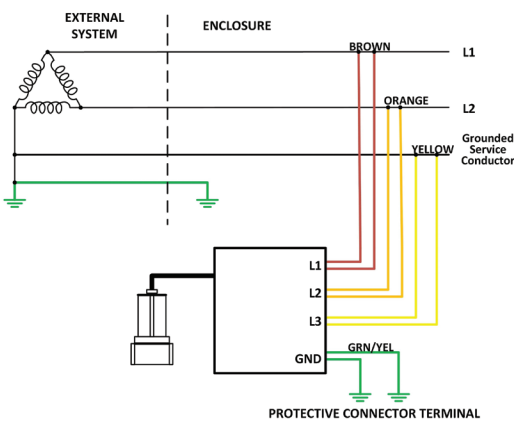 EXTERNAL
SYSTEM
ENCLOSURE
BROWN
L1
ORANGE
L2
YELLOW
Grounded
Service
Conductor
L1
L2
L3
GND
GRN/YEL
PROTECTIVE CONNECTOR TERMINAL